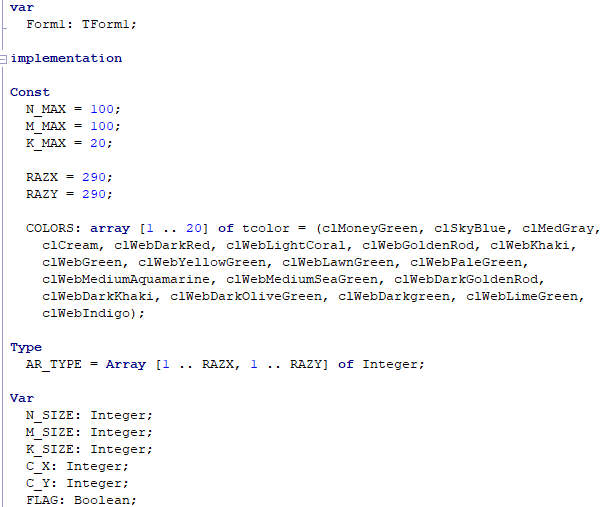 var
Form1: TForm1;
implementation
Const
N_MAX = 100;
M_MAX = 100;
K_MAX = 20;
RAZX = 290;
RAZY = 290;
COLORS: array [1 .. 20] of tcolor = (clMoneyGreen, clSkyBlue, clMedGray,
clCream, clWebDarkRed, clWebLightCoral, clWebGoldenRod, clWebKhaki,
clWebGreen, clWebYellowGreen, clWebLawnGreen, clWebPaleGreen,
clWebMediumAquamarine, clWebMediumSeaGreen, clWebDarkGoldenRod,
clWebDarkKhaki, clWebDarkOliveGreen, clWebDarkgreen, clWebLimeGreen,
clWebIndigo);
Type
AR_TYPE = Array [1 .. RAZX, 1 .. RAZY] of Integer;
Var
N_SIZE: Integer;
M_SIZE: Integer;
K_SIZE: Integer;
C_X: Integer;
C_Y: Integer;
FLAG: Boolean;